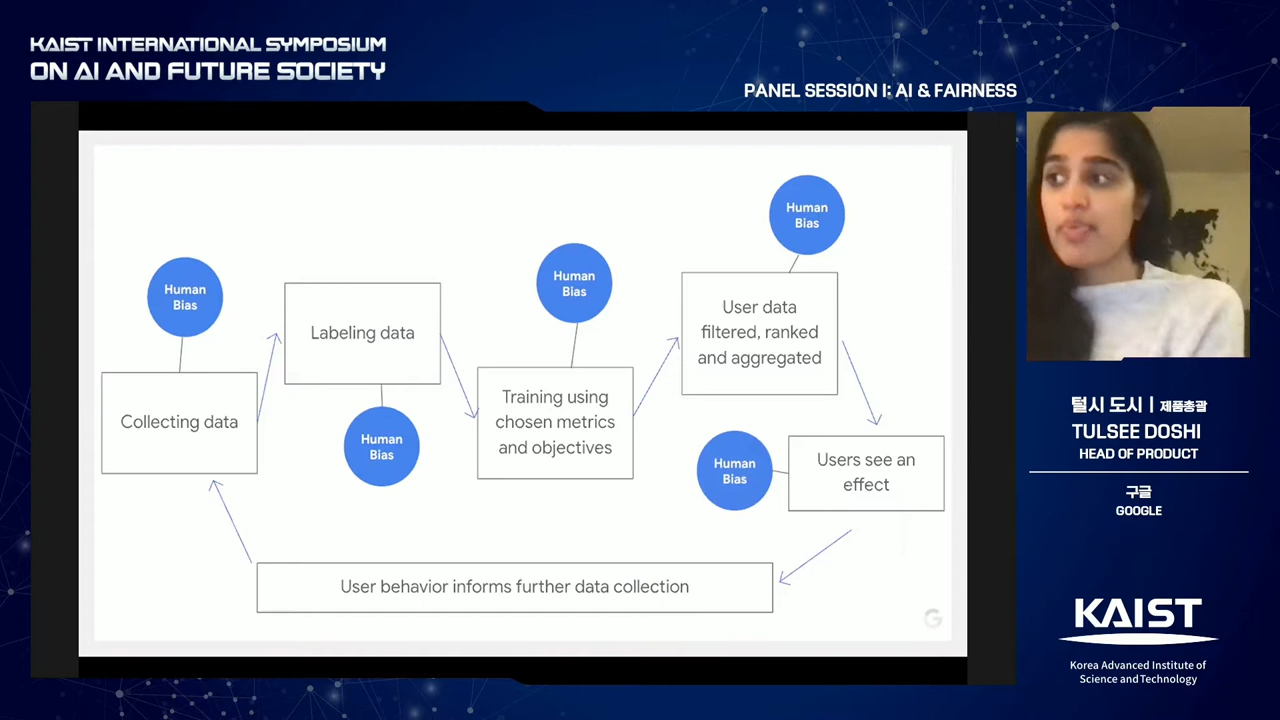 KAIST INTERNATIONAL SYMPOSIUM
ON AI AND FUTURE SOCIETY
PANEL SESSION I: AI & FAIRNESS
Human
Bias
Collecting data
Labeling data
Human
Bias
Human
Bias
Training using
chosen metrics
and objectives
Human
Bias
User data
filtered, ranked
and aggregated
Human
Bias
Users see an
effect
User behavior informs further data collection
G
털시 도시 | 제품총괄
TULSEE DOSHI
HEAD OF PRODUCT
구글
GOOGLE
KAIST
Korea Advanced Institute of
Science and Technology